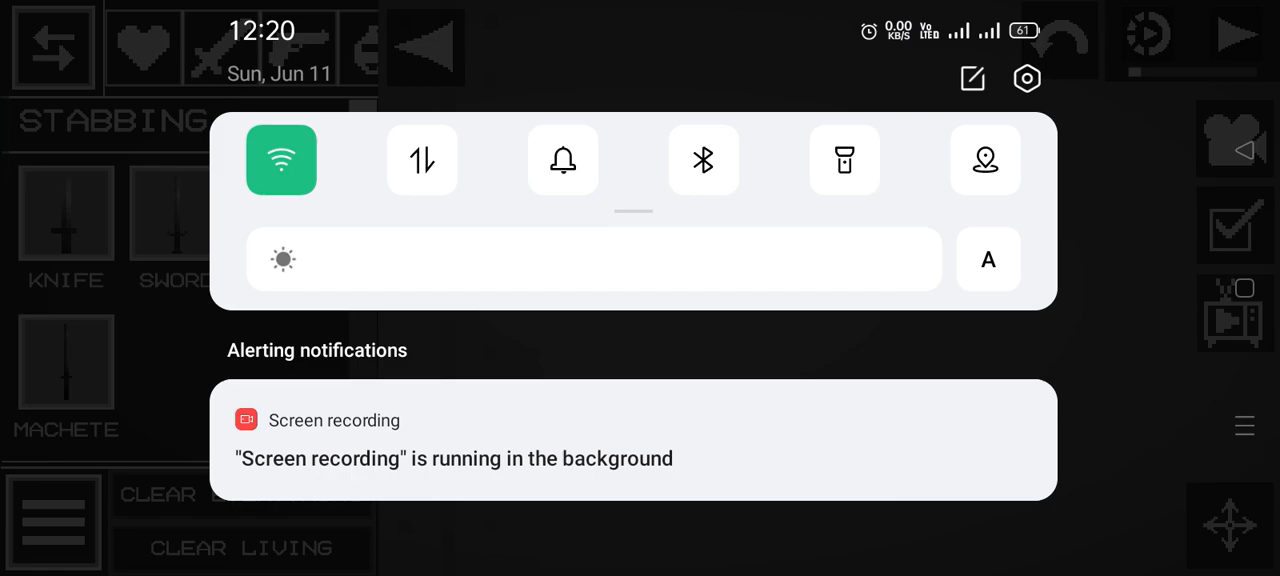 12:20
0.00 KB/S
Vo LTED
61
Sun, Jun 11
STABBING
KNIFE
SWORD
A
Alerting notifications
Screen recording
"Screen recording" is running in the background
MACHETE
CLEAR
CLEAR LIVING